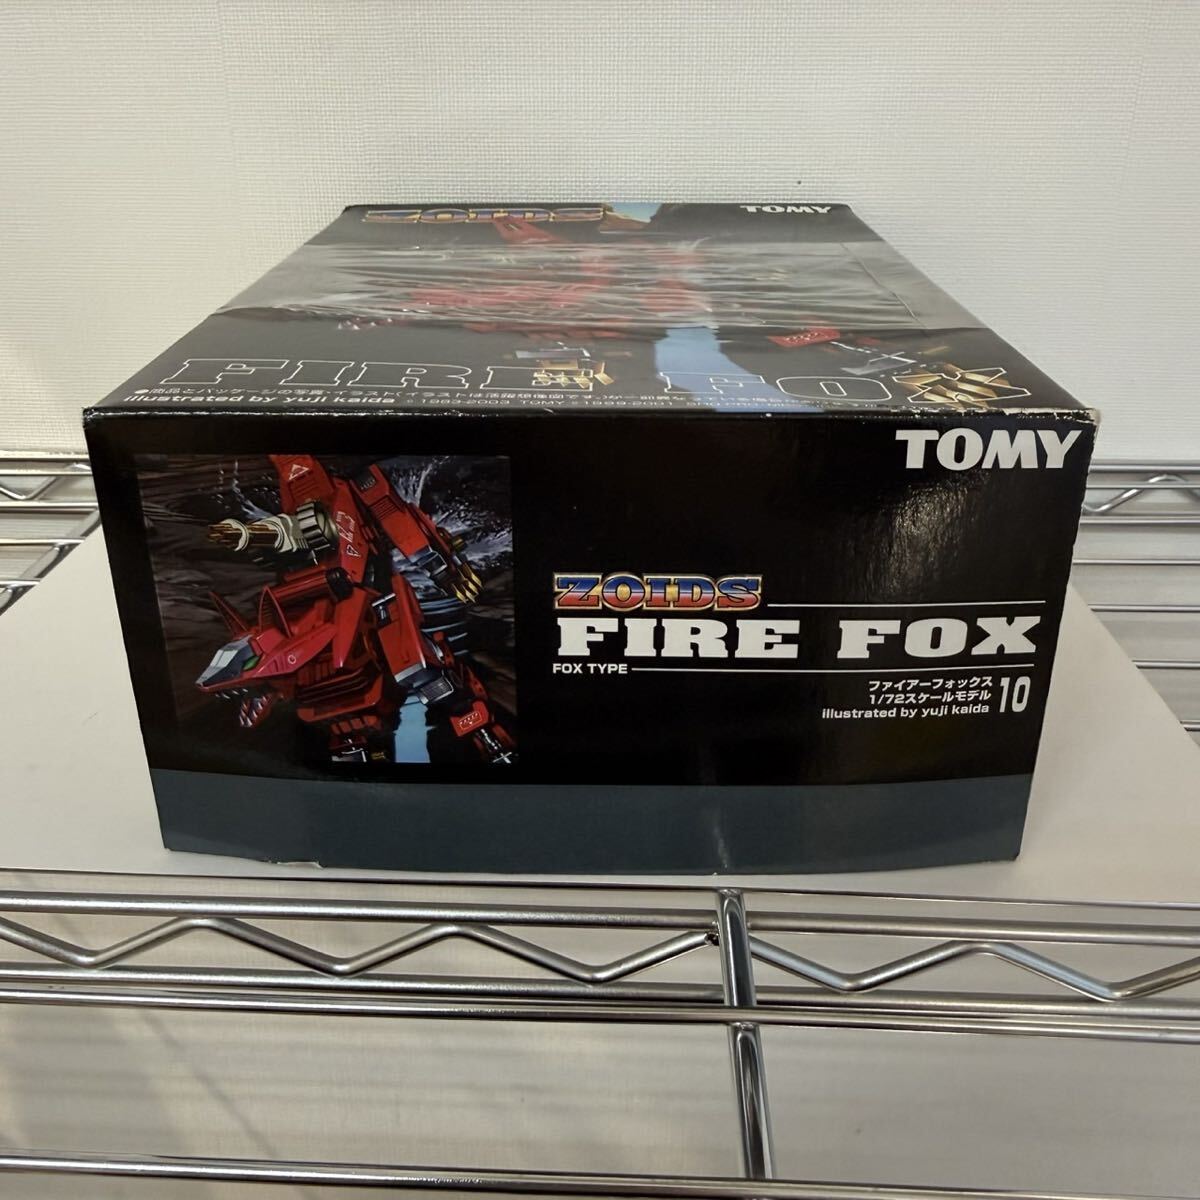 ZOIDS
TOMY
FIRE FOX
illustrated by yuji kaida
TOMY
ZOIDS
FIRE FOX
FOX TYPE
ファイアーフォックス
1/72スケールモデル
illustrated by yuji kaida
10